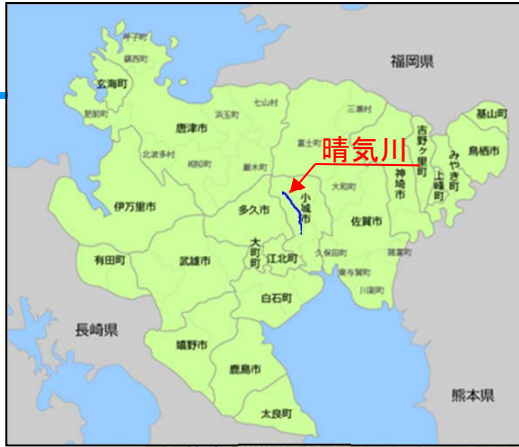 呼子町
鎮西町
玄海町
肥前町
唐津市
浜玉町
七山村
三瀬村
福岡県
基山町
鳥栖市
吉野ヶ里町
みやき町
上峰町
北波多村
相知町
厳木町
富士町
晴気川
神埼市
伊万里市
多久市
小城市
大和町
佐賀市
有田町
武雄市
大町町
江北町
久保田町
諸富町
東与賀町
川副町
白石町
長崎県
嬉野市
鹿島市
太良町
熊本県